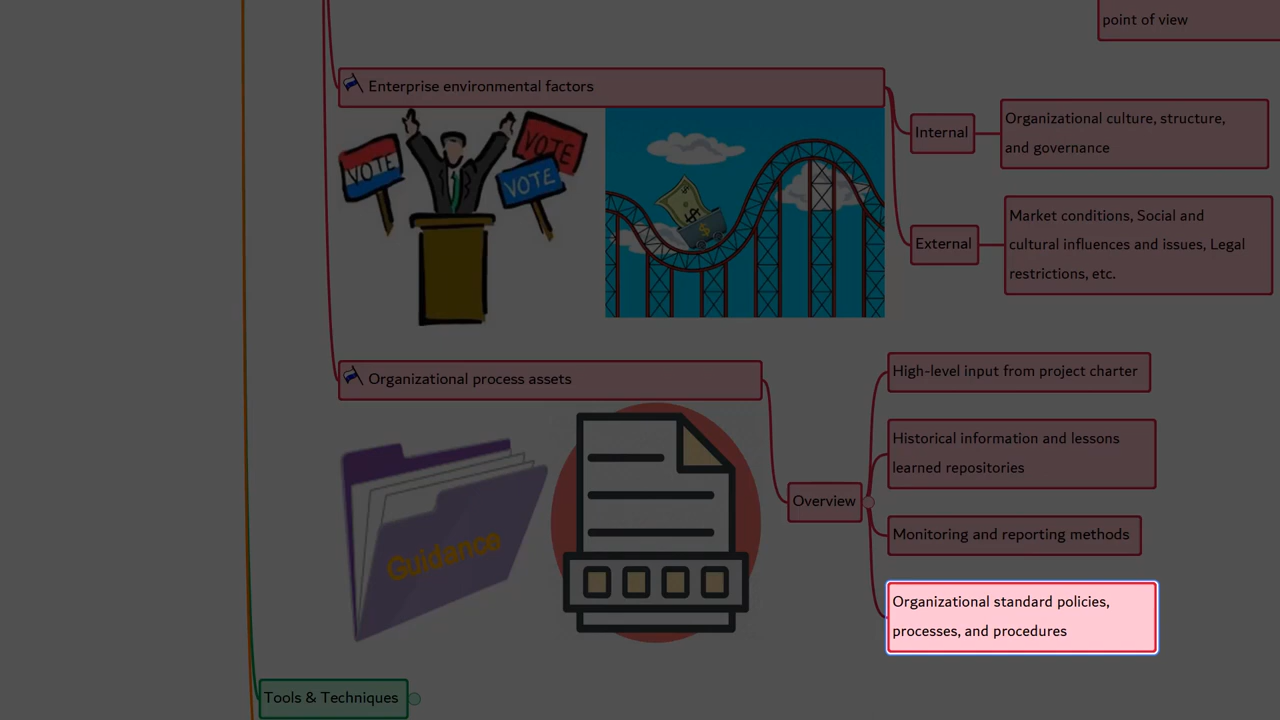 point of view
Enterprise environmental factors
VOTE
VOTE
VOTE
Internal
Organizational culture, structure,
and governance
External
Market conditions, Social and
cultural influences and issues, Legal
restrictions, etc.
Organizational process assets
Guidance
Overview
High-level input from project charter
Historical information and lessons
learned repositories
Monitoring and reporting methods
Organizational standard policies,
processes, and procedures
Tools & Techniques